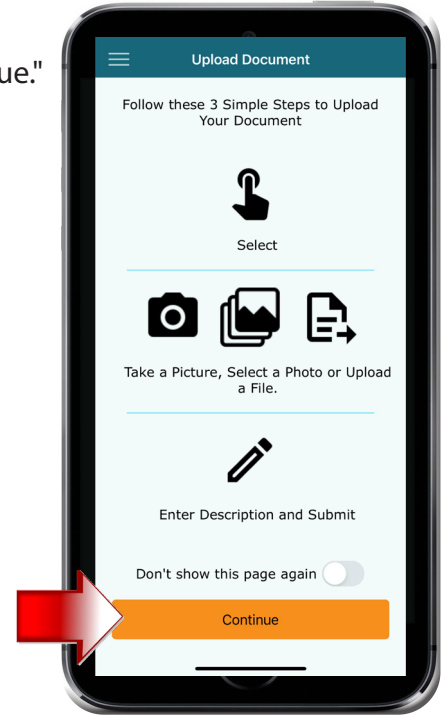 ue."
Upload Document
Follow these 3 Simple Steps to Upload
Your Document
Select
Take a Picture, Select a Photo or Upload
a File.
Enter Description and Submit
Don't show this page again
Continue